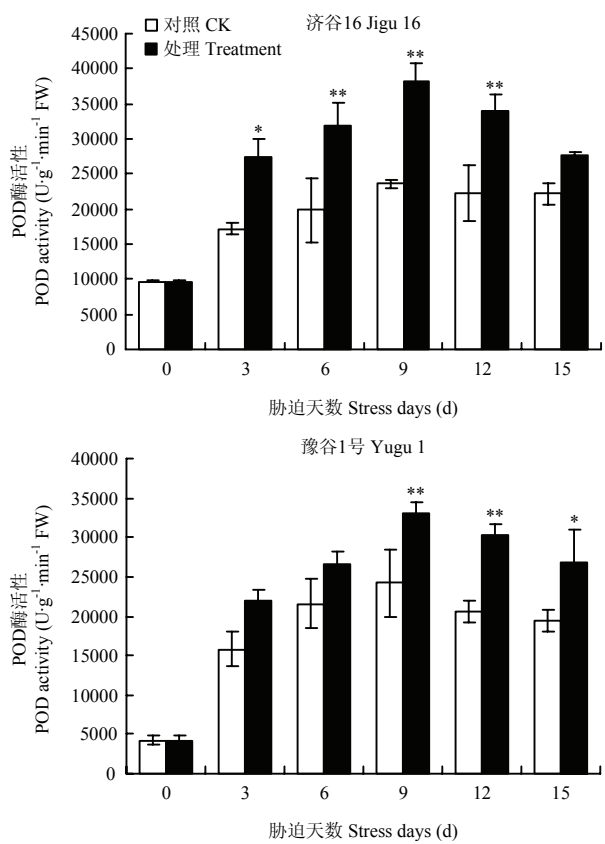 济谷16 Jigu 16
对照 CK
处理 Treatment
POD酶活性
POD activity (U·g⁻¹·min⁻¹ FW)
45000
40000
35000
30000
25000
20000
15000
10000
5000
0
* ** ** **
0 3 6 9 12 15
胁迫天数 Stress days (d)
豫谷1号 Yugu 1
POD酶活性
POD activity (U·g⁻¹·min⁻¹ FW)
40000
35000
30000
25000
20000
15000
10000
5000
0
** ** *
0 3 6 9 12 15
胁迫天数 Stress days (d)